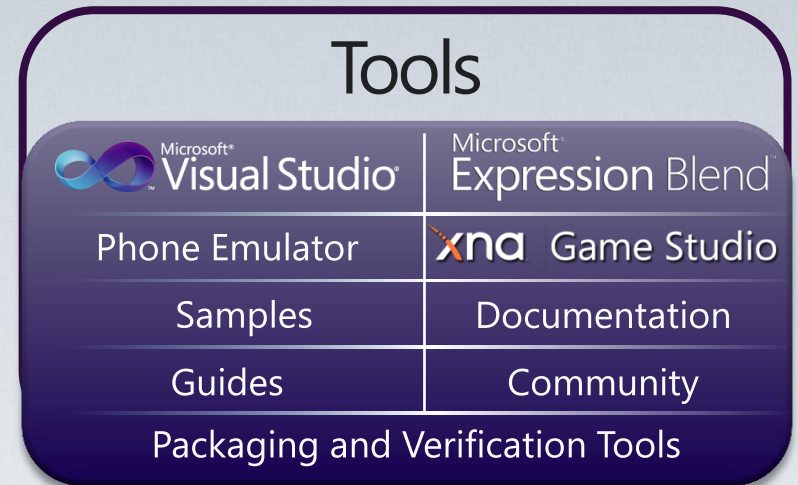 Tools
Microsoft® Visual Studio®
Microsoft® Expression Blend™
Phone Emulator
xna Game Studio
Samples
Documentation
Guides
Community
Packaging and Verification Tools